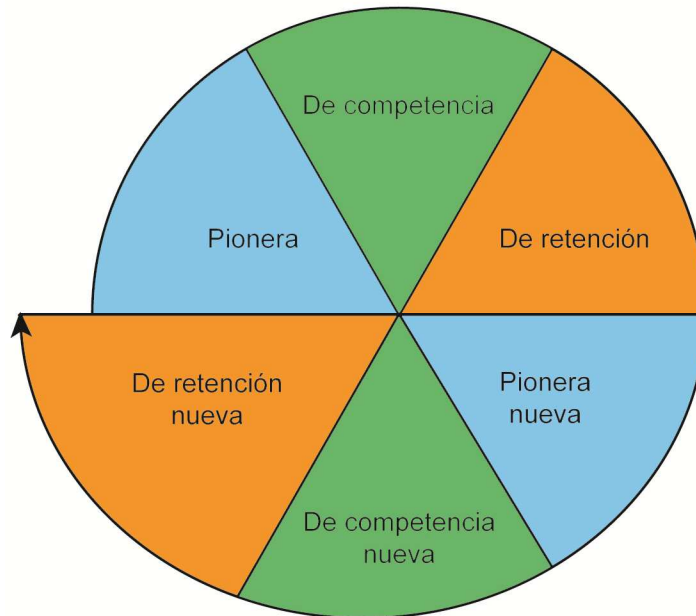 De competencia
Pionera
De retención
De retención
nueva
Pionera
nueva
De competencia
nueva